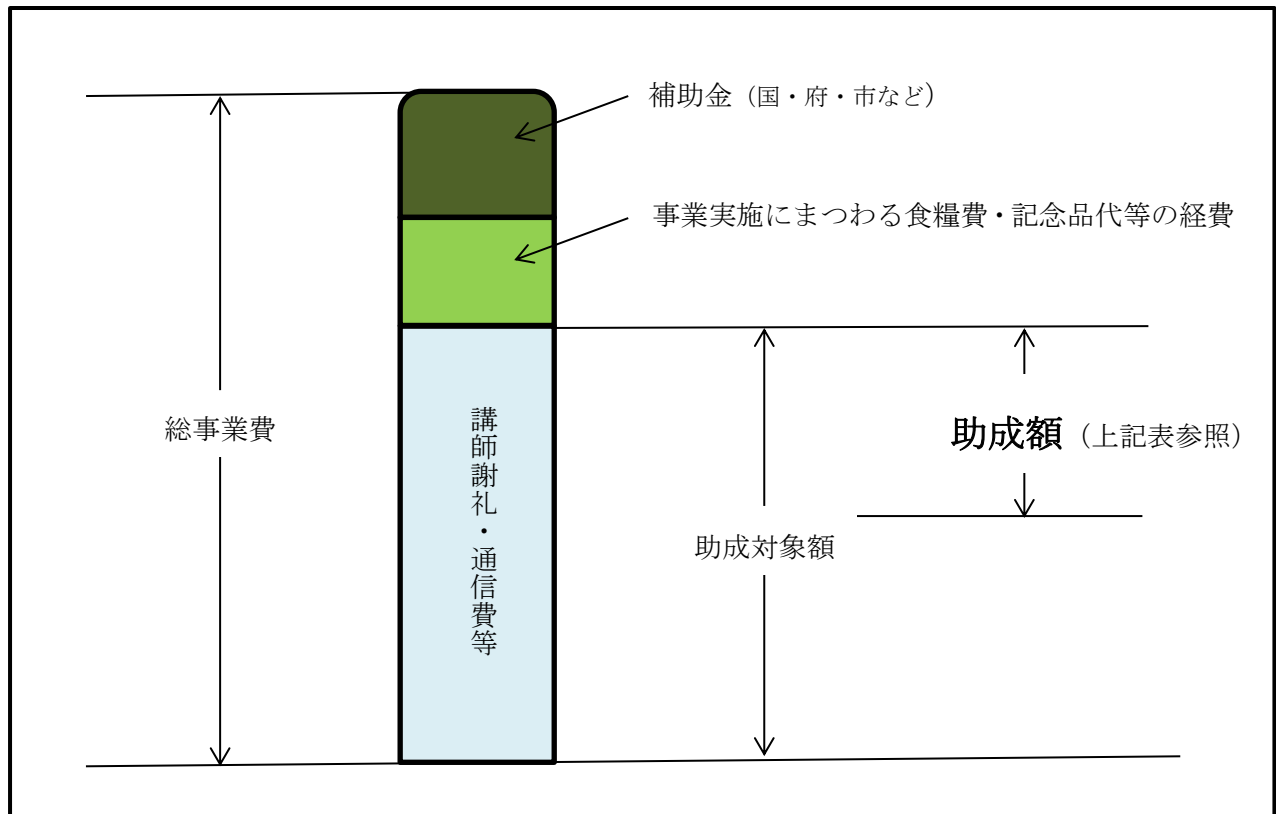 補助金（国・府・市など）
事業実施にまつわる食糧費・記念品代等の経費
総事業費
講師謝礼・通信費等
助成額（上記表参照）
助成対象額